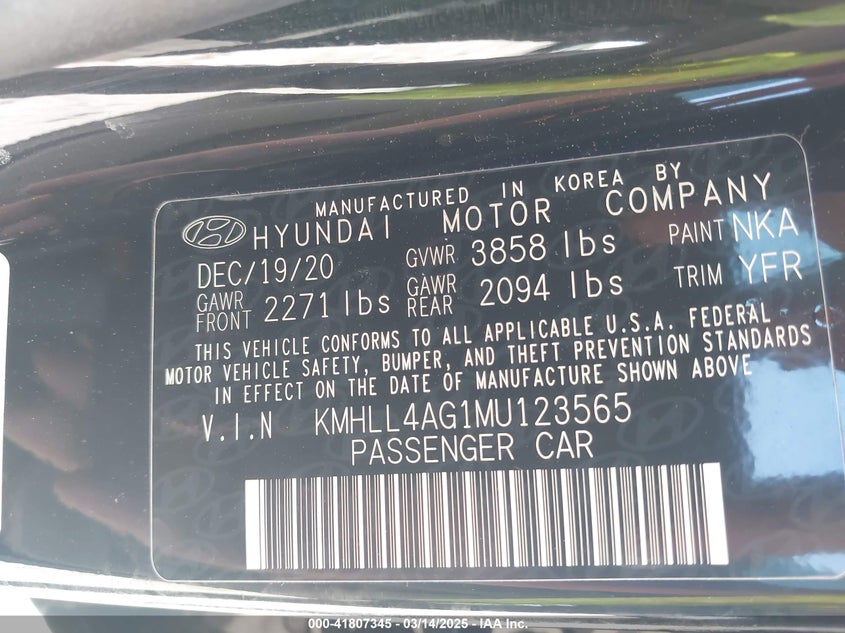 MANUFACTURED IN KOREA BY
HYUNDAI MOTOR COMPANY
DEC/19/20 GVWR 3858 lbs PAINT NKA
GAWR FRONT 2271 lbs GAWR REAR 2094 lbs TRIM YFR
THIS VEHICLE CONFORMS TO ALL APPLICABLE U.S.A. FEDERAL
MOTOR VEHICLE SAFETY, BUMPER, AND THEFT PREVENTION STANDARDS
IN EFFECT ON THE DATE OF MANUFACTURE SHOWN ABOVE
V.I.N KMHLL4AG1MU123565
PASSENGER CAR
000-41807345 - 03/14/2025 - IAA Inc.